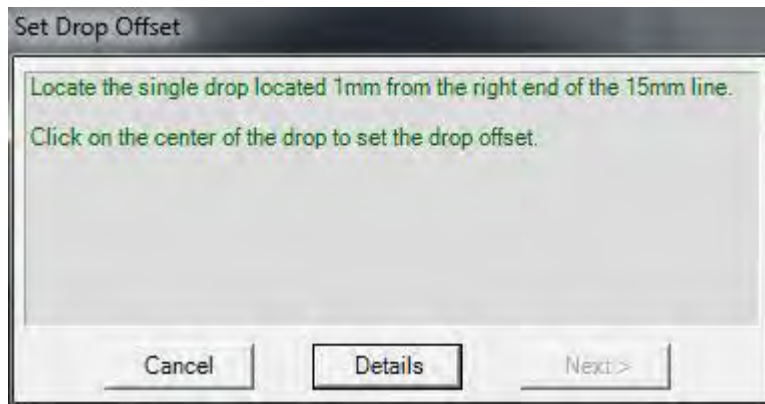 Set Drop Offset
Locate the single drop located 1mm from the right end of the 15mm line.
Click on the center of the drop to set the drop offset.
Cancel
Details
Next >